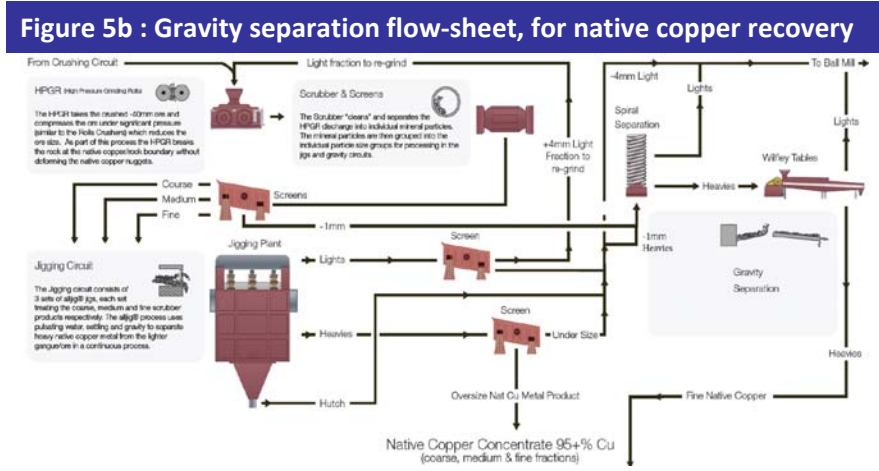 Figure 5b : Gravity separation flow-sheet, for native copper recovery
From Crushing Circuit
Light fraction to re-grind
-4mm Light
To Ball Mill
HPGR (High Pressure Grinding Rolls)
The HPGR takes the crushed -40mm ore and
compresses the ore under significant pressure
(similar to the Rolls Crushers) which reduces the
ore size. As part of this process the HPGR breaks
the rock at the native copper/rock boundary without
deforming the native copper nuggets.
Scrubber & Screens
The Scrubber "cleans" and separates the
HPGR discharge into individual mineral particles.
The mineral particles are then grouped into the
individual particle size groups for processing in the
jigs and gravity circuits.
+4mm Light
Fraction to
re-grind
Spiral
Separation
Lights
Lights
Wilfley Tables
Heavies
Course
Medium
Fine
Screens
-1mm
Jigging Plant
Screen
Lights
-1mm
Heavies
Gravity
Separation
Jigging Circuit
The Jigging circuit consists of
3 sets of alljig® jigs, each set
treating the coarse, medium and fine scrubber
products respectively. The alljig® process uses
pulsating water, settling and gravity to separate
heavy native copper metal from the lighter
gangue/ore in a continuous process.
Screen
Heavies
Under Size
Heavies
Hutch
Oversize Nat Cu Metal Product
Fine Native Copper
Native Copper Concentrate 95+% Cu
(coarse, medium & fine fractions)